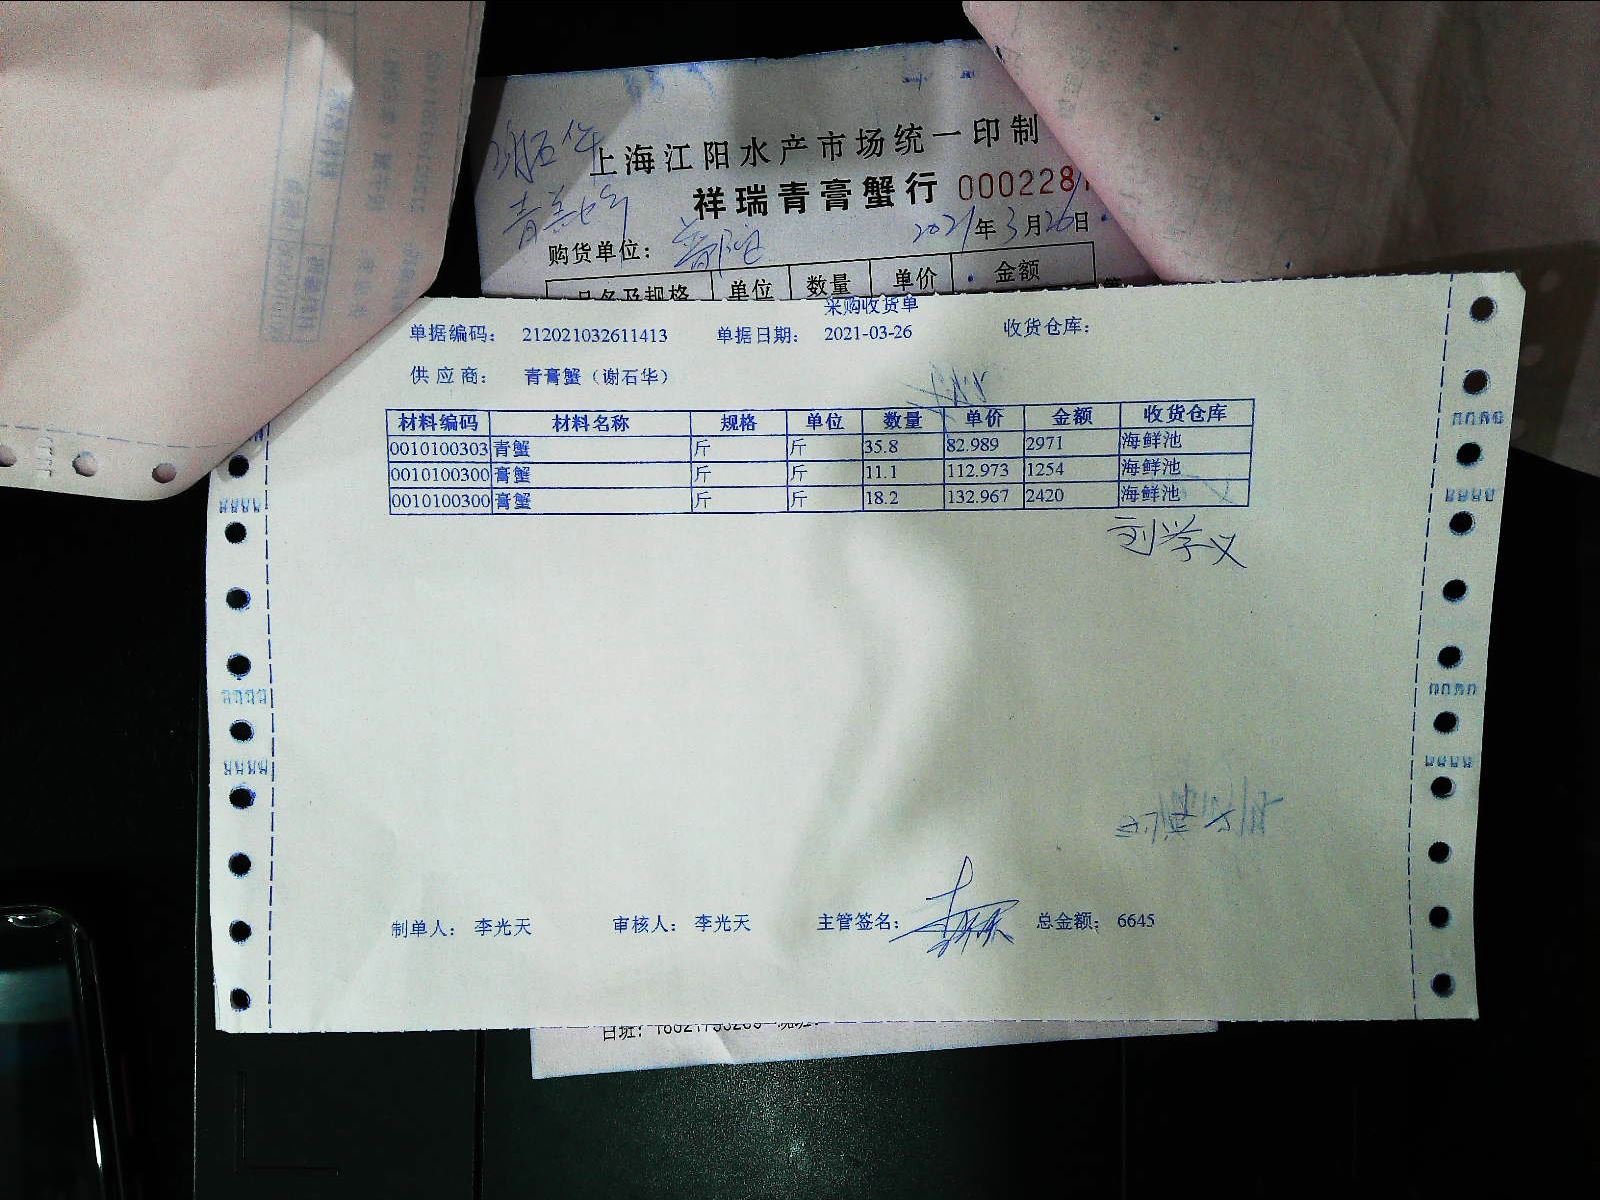 上海江阳水产市场统一印制
祥瑞青膏蟹行 000228
购货单位： 2021年3月26日
品名及规格 单位 数量 单价 金额
采购收货单
单据编码： 212021032611413 单据日期： 2021-03-26 收货仓库：
供应商： 青膏蟹（谢石华）
材料编码 材料名称 规格 单位 数量 单价 金额 收货仓库
0010100303 青蟹 斤 斤 35.8 82.989 2971 海鲜池
0010100300 膏蟹 斤 斤 11.1 112.973 1254 海鲜池
0010100300 膏蟹 斤 斤 18.2 132.967 2420 海鲜池
刘学义
制单人： 李光天 审核人： 李光天 主管签名： 总金额： 6645